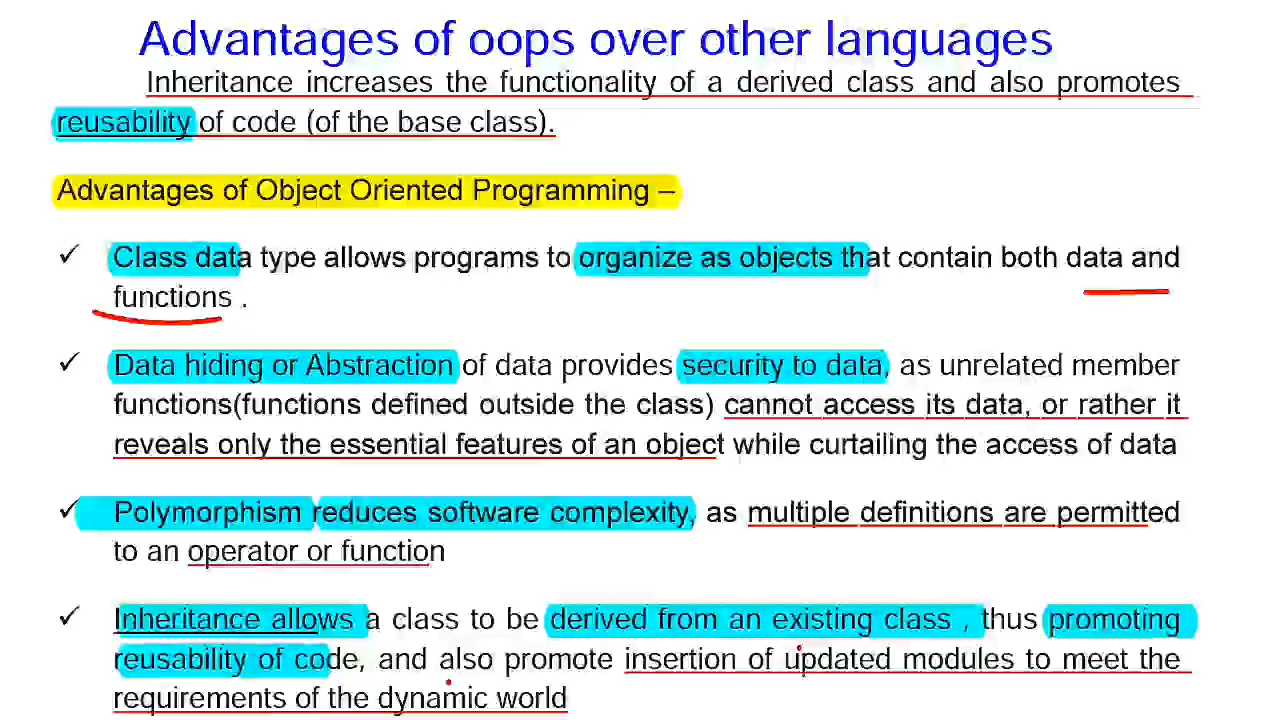 Advantages of oops over other languages
Inheritance increases the functionality of a derived class and also promotes
reusability of code (of the base class).
Advantages of Object Oriented Programming –
✓ Class data type allows programs to organize as objects that contain both data and
functions .
✓ Data hiding or Abstraction of data provides security to data, as unrelated member
functions(functions defined outside the class) cannot access its data, or rather it
reveals only the essential features of an object while curtailing the access of data
✓ Polymorphism reduces software complexity, as multiple definitions are permitted
to an operator or function
✓ Inheritance allows a class to be derived from an existing class , thus promoting
reusability of code, and also promote insertion of updated modules to meet the
requirements of the dynamic world